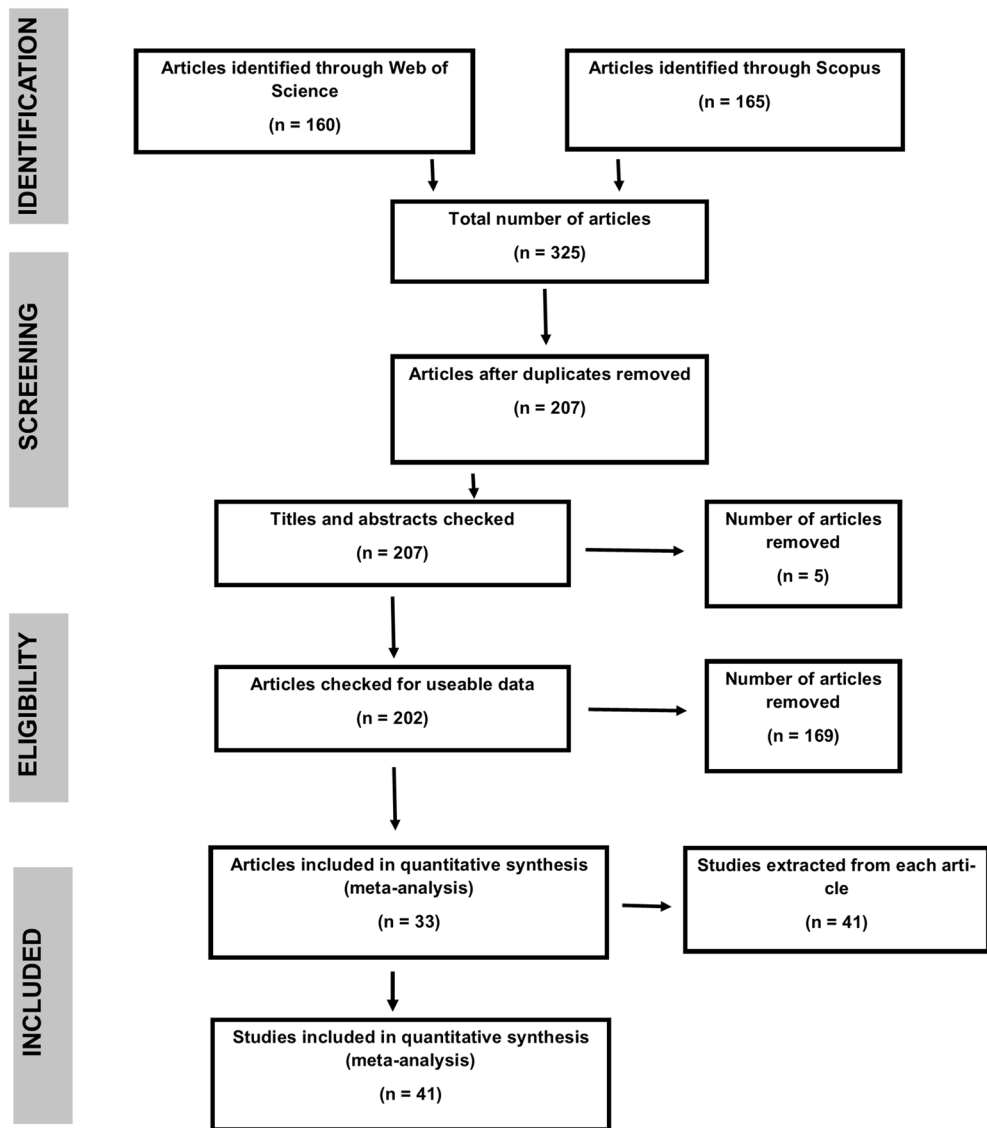 IDENTIFICATION
Articles identified through Web of
Science
(n = 160)
Articles identified through Scopus
(n = 165)
Total number of articles
(n = 325)
SCREENING
Articles after duplicates removed
(n = 207)
Titles and abstracts checked
(n = 207)
Number of articles
removed
(n = 5)
ELIGIBILITY
Articles checked for useable data
(n = 202)
Number of articles
removed
(n = 169)
INCLUDED
Articles included in quantitative synthesis
(meta-analysis)
(n = 33)
Studies extracted from each arti-
cle
(n = 41)
Studies included in quantitative synthesis
(meta-analysis)
(n = 41)